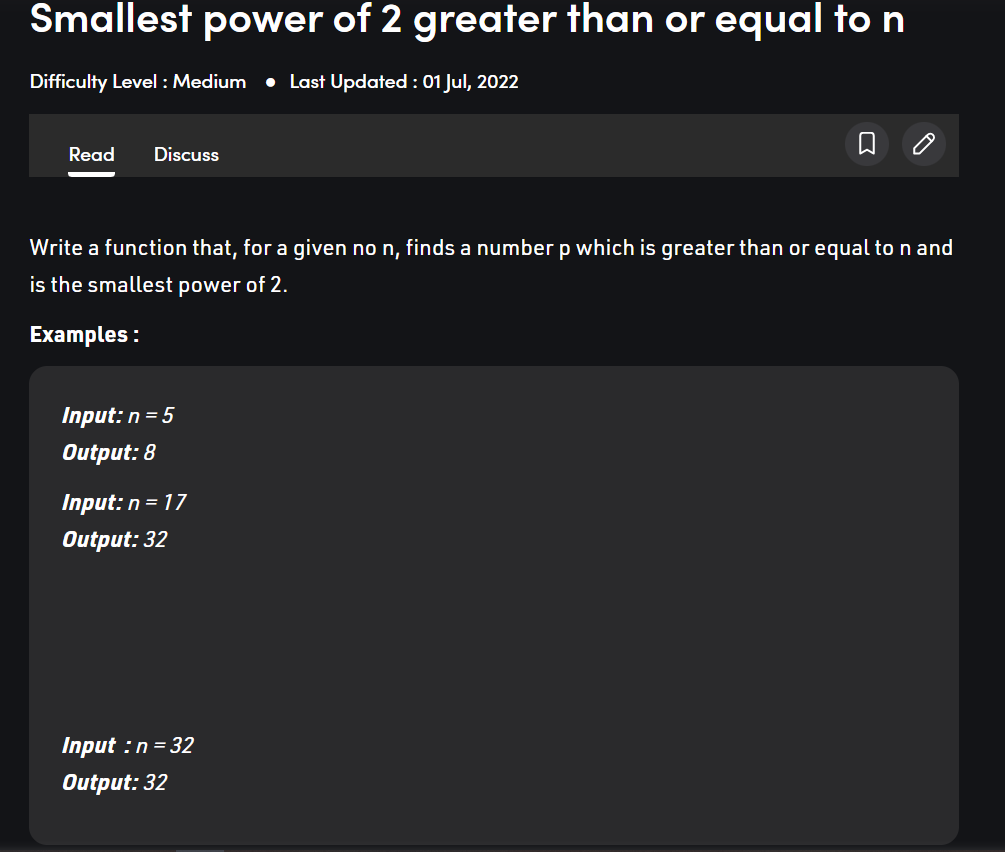 Smallest power of 2 greater than or equal to n
Difficulty Level : Medium ● Last Updated : 01 Jul, 2022
Read Discuss
Write a function that, for a given no n, finds a number p which is greater than or equal to n and
is the smallest power of 2.
Examples :
Input: n = 5
Output: 8
Input: n = 17
Output: 32
Input : n = 32
Output: 32